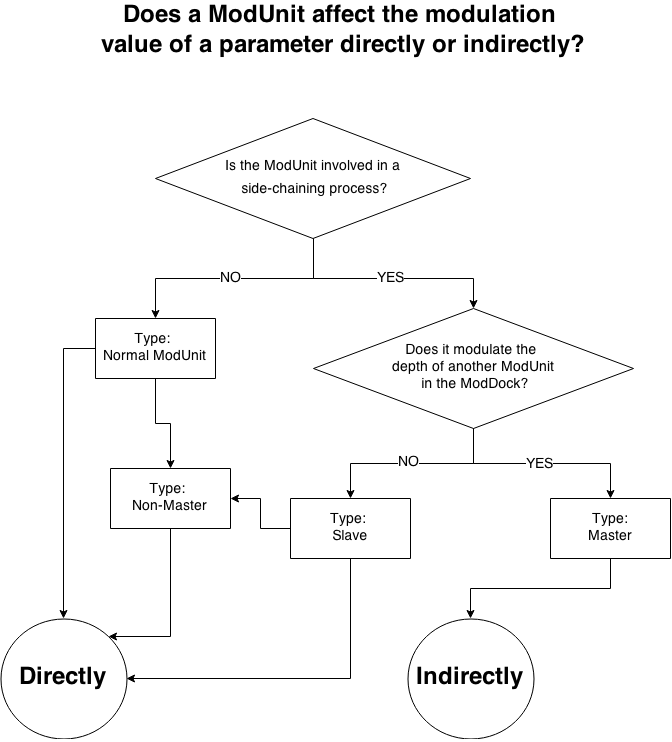 Does a ModUnit affect the modulation
value of a parameter directly or indirectly?
Is the ModUnit involved in a
side-chaining process?
NO
YES
Type:
Normal ModUnit
Does it modulate the
depth of another ModUnit
in the ModDock?
NO
YES
Type:
Non-Master
Type:
Slave
Type:
Master
Directly
Indirectly